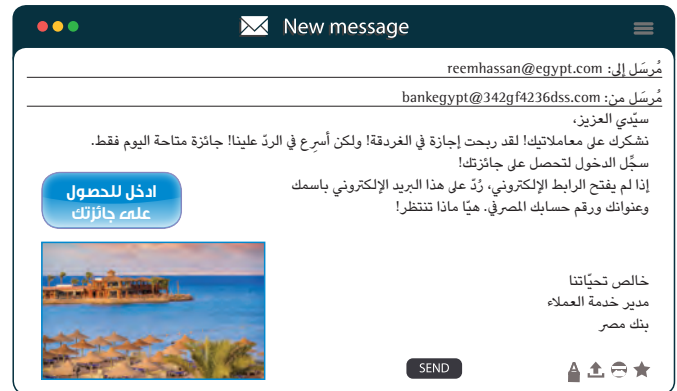 New message
مُرسَل إلى: reemhassan@egypt.com
مُرسَل من: bankegypt@342gf4236dss.com
سيّدي العزيز،
نشكرك على معاملاتيك! لقد ربحت إجازة في الغردقة! ولكن أسرِع في الردّ علينا! جائزة متاحة اليوم فقط.
سجِّل الدخول لتحصل على جائزتك!
إذا لم يفتح الرابط الإلكتروني، رُدّ على هذا البريد الإلكتروني باسمك
وعنوانك ورقم حسابك المصرفي. هيّا ماذا تنتظر!
ادخل للحصول
على جائزتك
خالص تحيّاتنا
مدير خدمة العملاء
بنك مصر
SEND